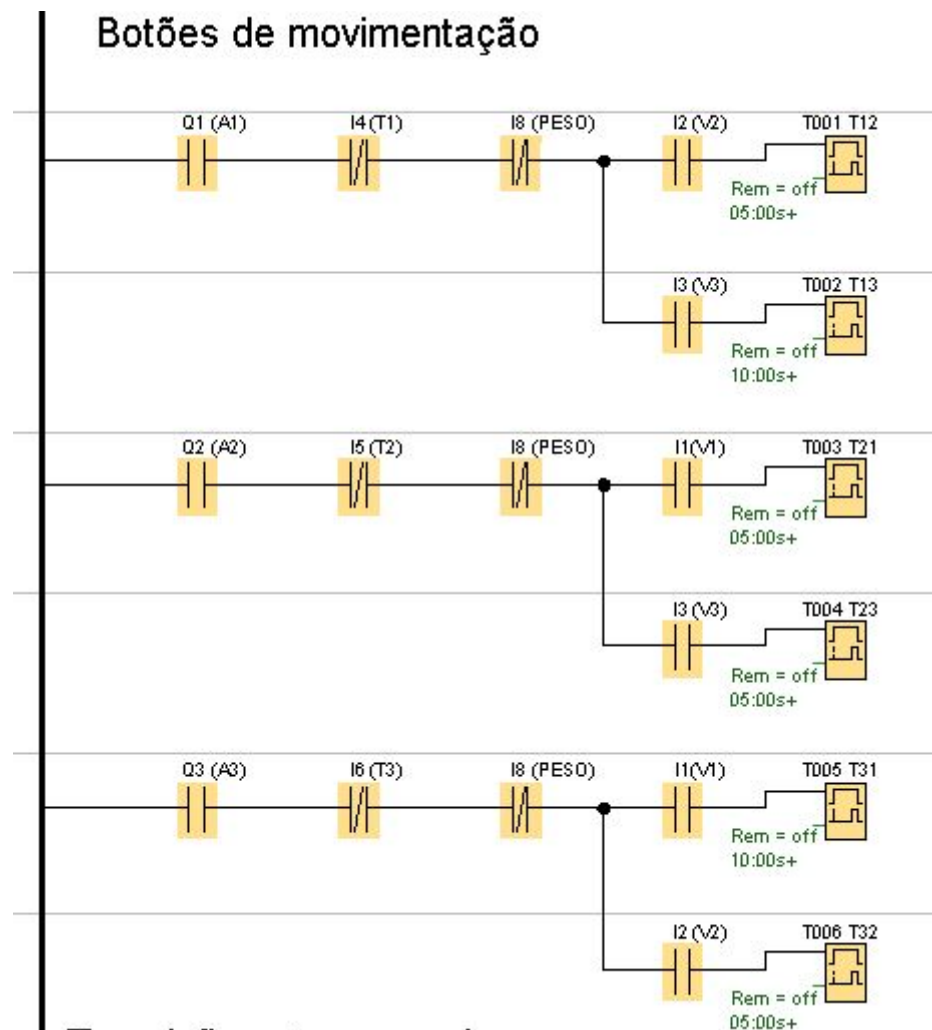 Botões de movimentação
Q1 (A1) I4 (T1) I8 (PESO) I2 (V2) T001 T12
Rem = off
05:00s+
I3 (V3) T002 T13
Rem = off
10:00s+
Q2 (A2) I5 (T2) I8 (PESO) I1(V1) T003 T21
Rem = off
05:00s+
I3 (V3) T004 T23
Rem = off
05:00s+
Q3 (A3) I6 (T3) I8 (PESO) I1(V1) T005 T31
Rem = off
10:00s+
I2 (V2) T006 T32
Rem = off
05:00s+